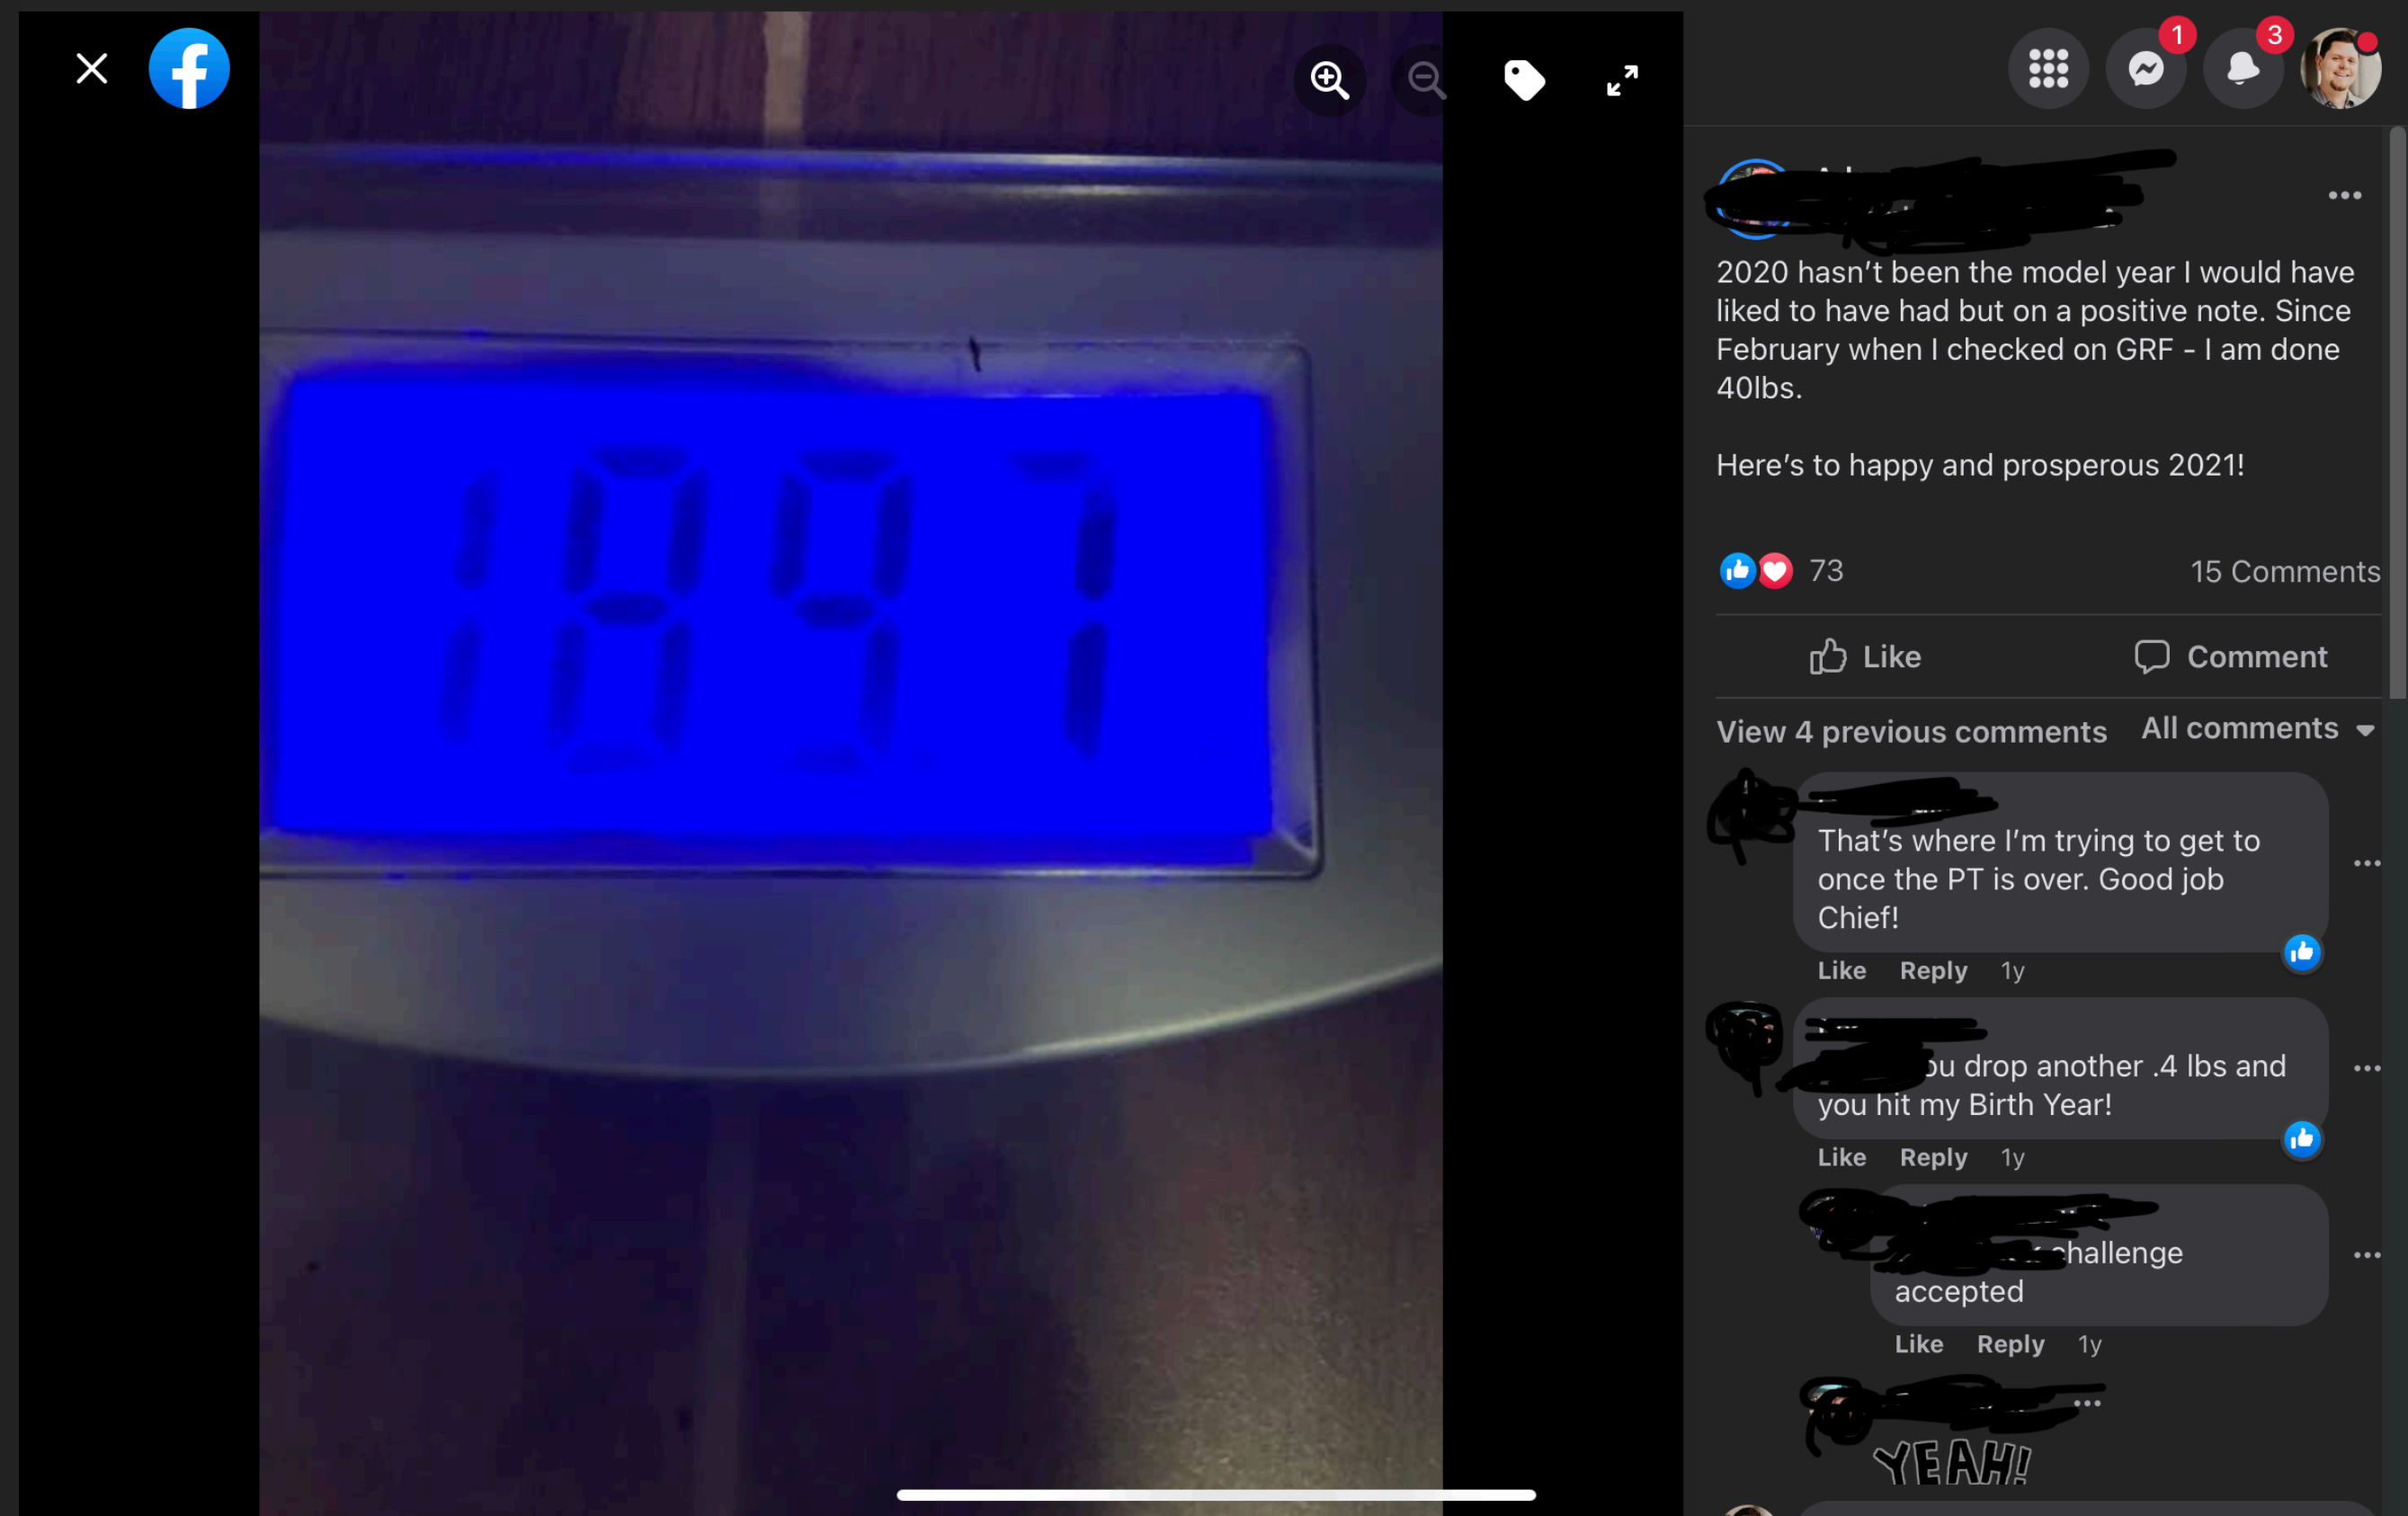 189.7
1
3
2020 hasn't been the model year I would have
liked to have had but on a positive note. Since
February when I checked on GRF - I am done
40lbs.
Here's to happy and prosperous 2021!
73
15 Comments
Like
Comment
View 4 previous comments
All comments
That's where I'm trying to get to
once the PT is over. Good job
Chief!
Like Reply 1y
drop another .4 lbs and
you hit my Birth Year!
Like Reply 1y
challenge
accepted
Like Reply 1y
YEAH!